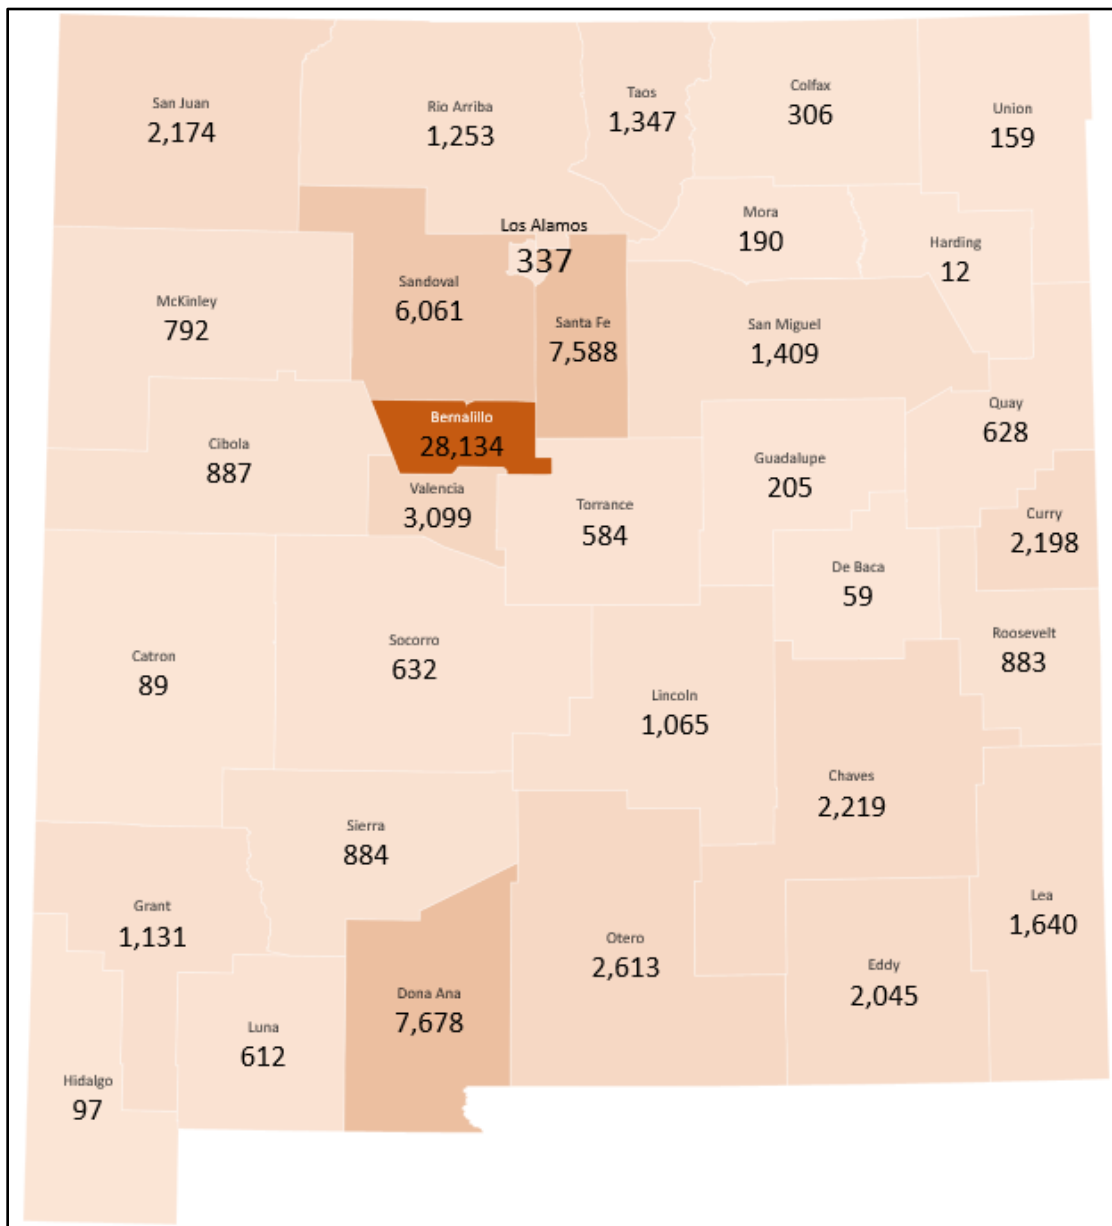 San Juan
2,174
Rio Arriba
1,253
Taos
1,347
Colfax
306
Union
159
Los Alamos
337
Mora
190
Harding
12
McKinley
792
Sandoval
6,061
Santa Fe
7,588
San Miguel
1,409
Quay
628
Bernalillo
28,134
Cibola
887
Guadalupe
205
Valencia
3,099
Torrance
584
Curry
2,198
De Baca
59
Catron
89
Socorro
632
Roosevelt
883
Lincoln
1,065
Chaves
2,219
Sierra
884
Grant
1,131
Lea
1,640
Otero
2,613
Eddy
2,045
Dona Ana
7,678
Luna
612
Hidalgo
97